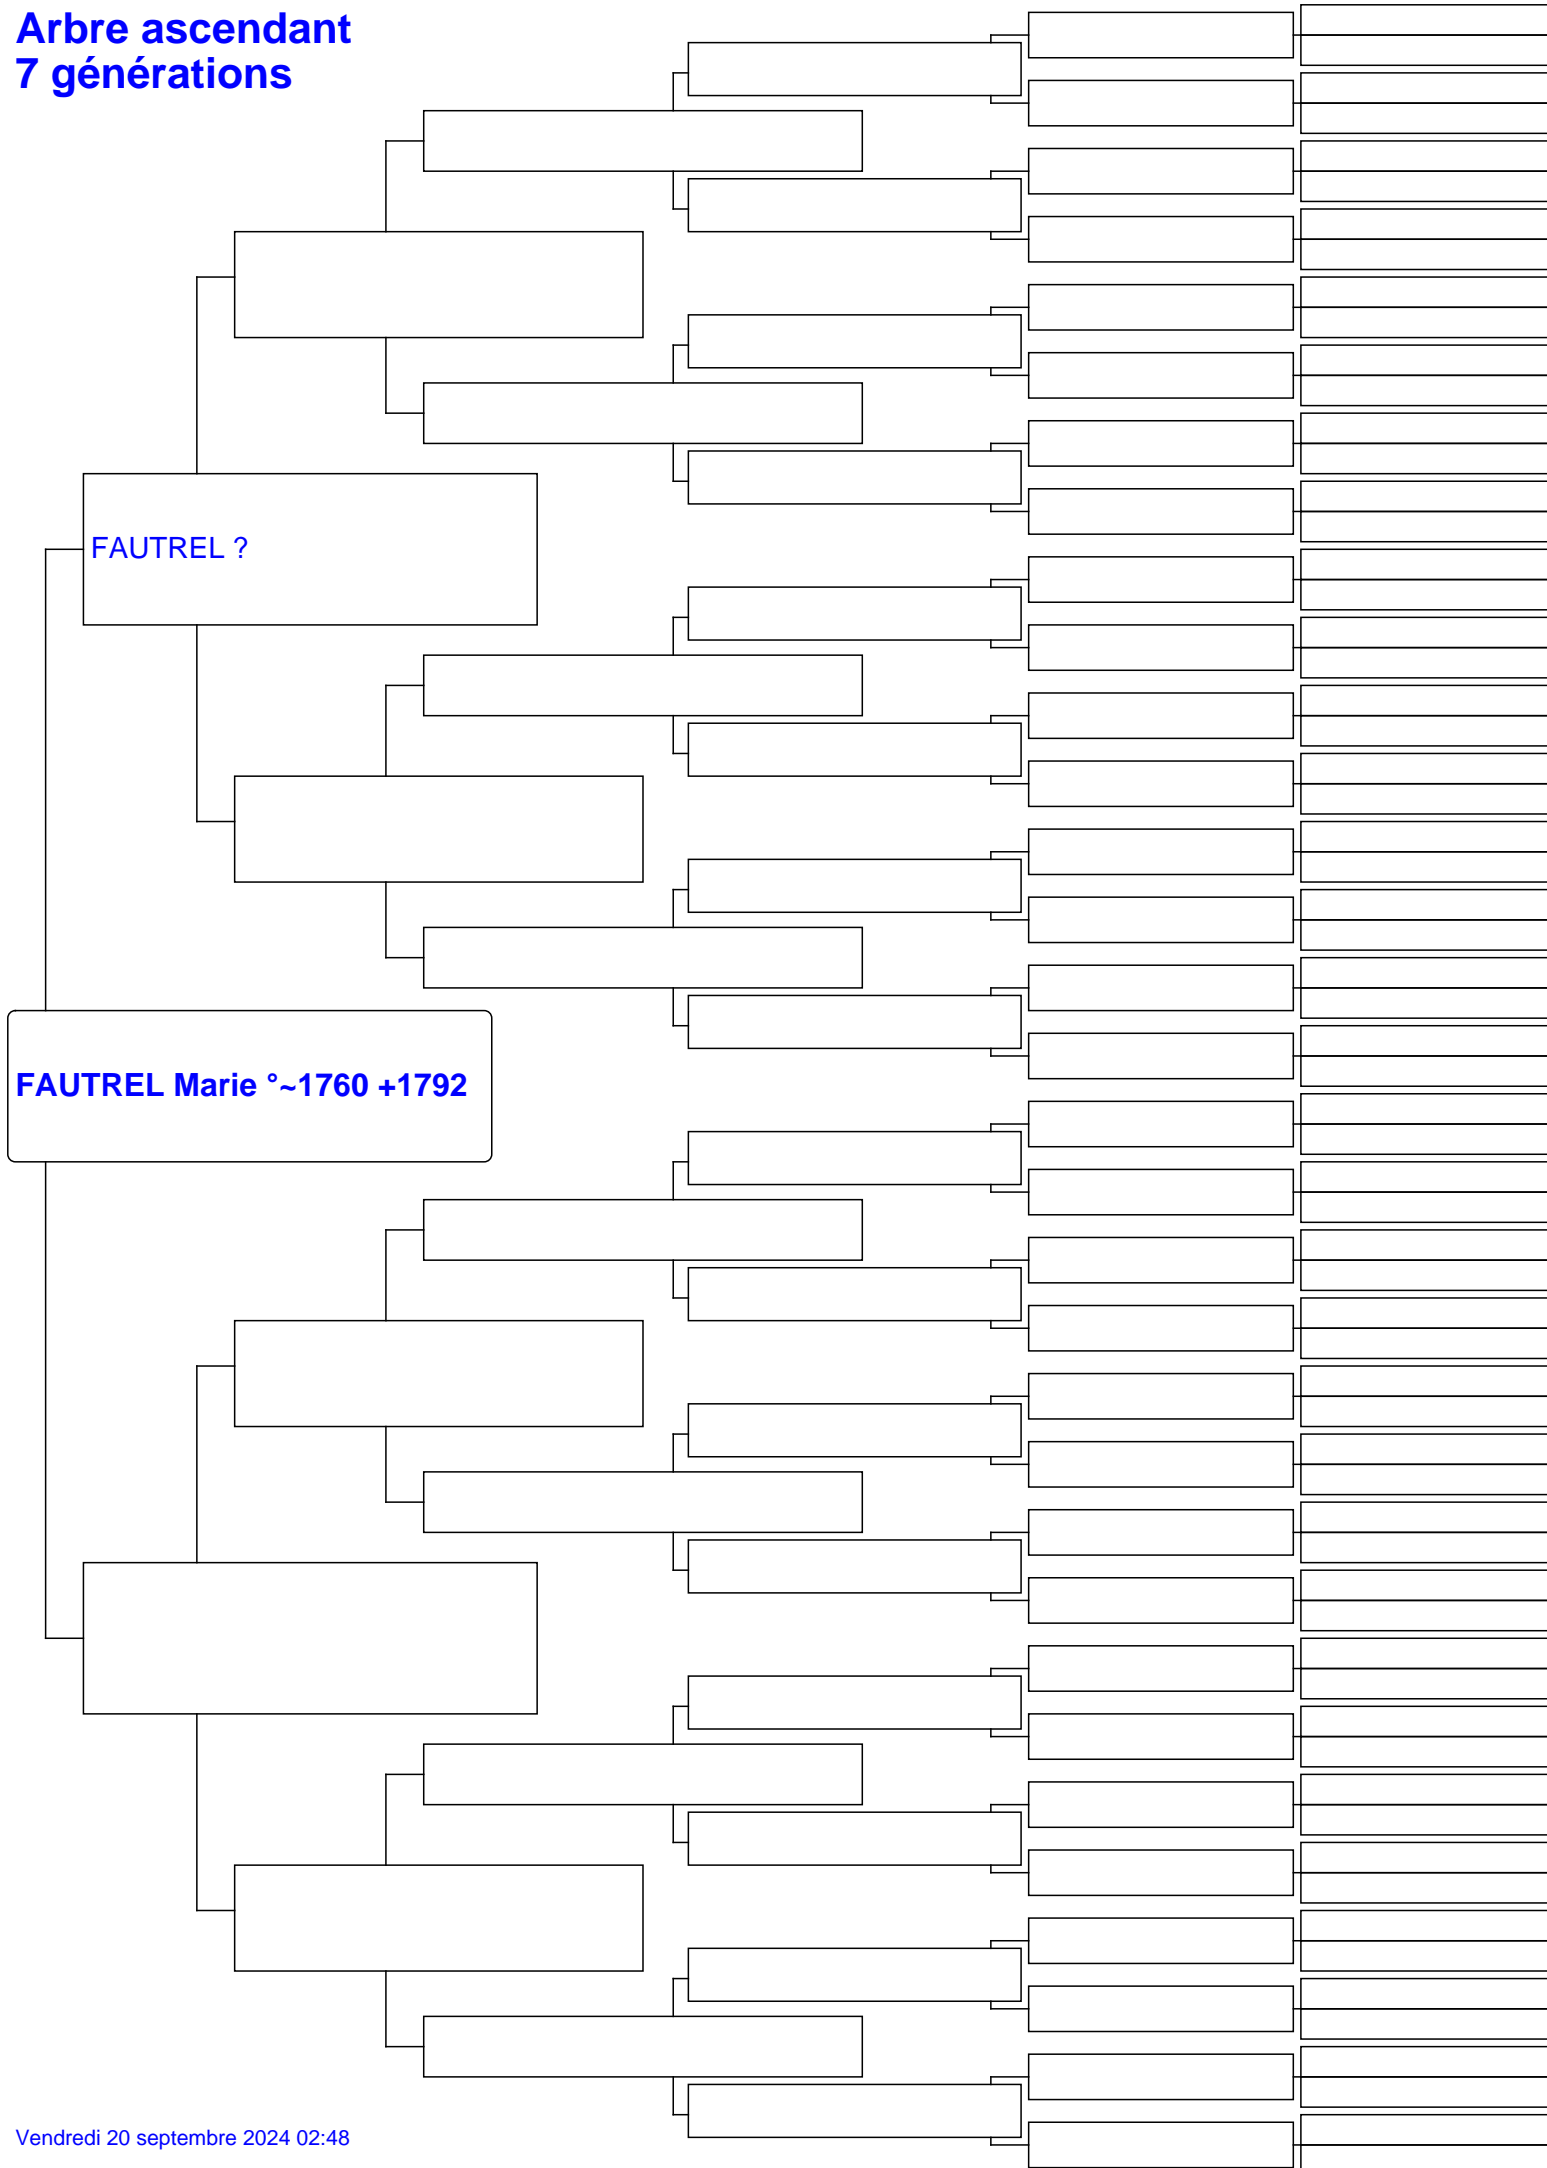 Arbre ascendant
7 générations
FAUTREL ?
FAUTREL Marie °~1760 +1792
Vendredi 20 septembre 2024 02:48